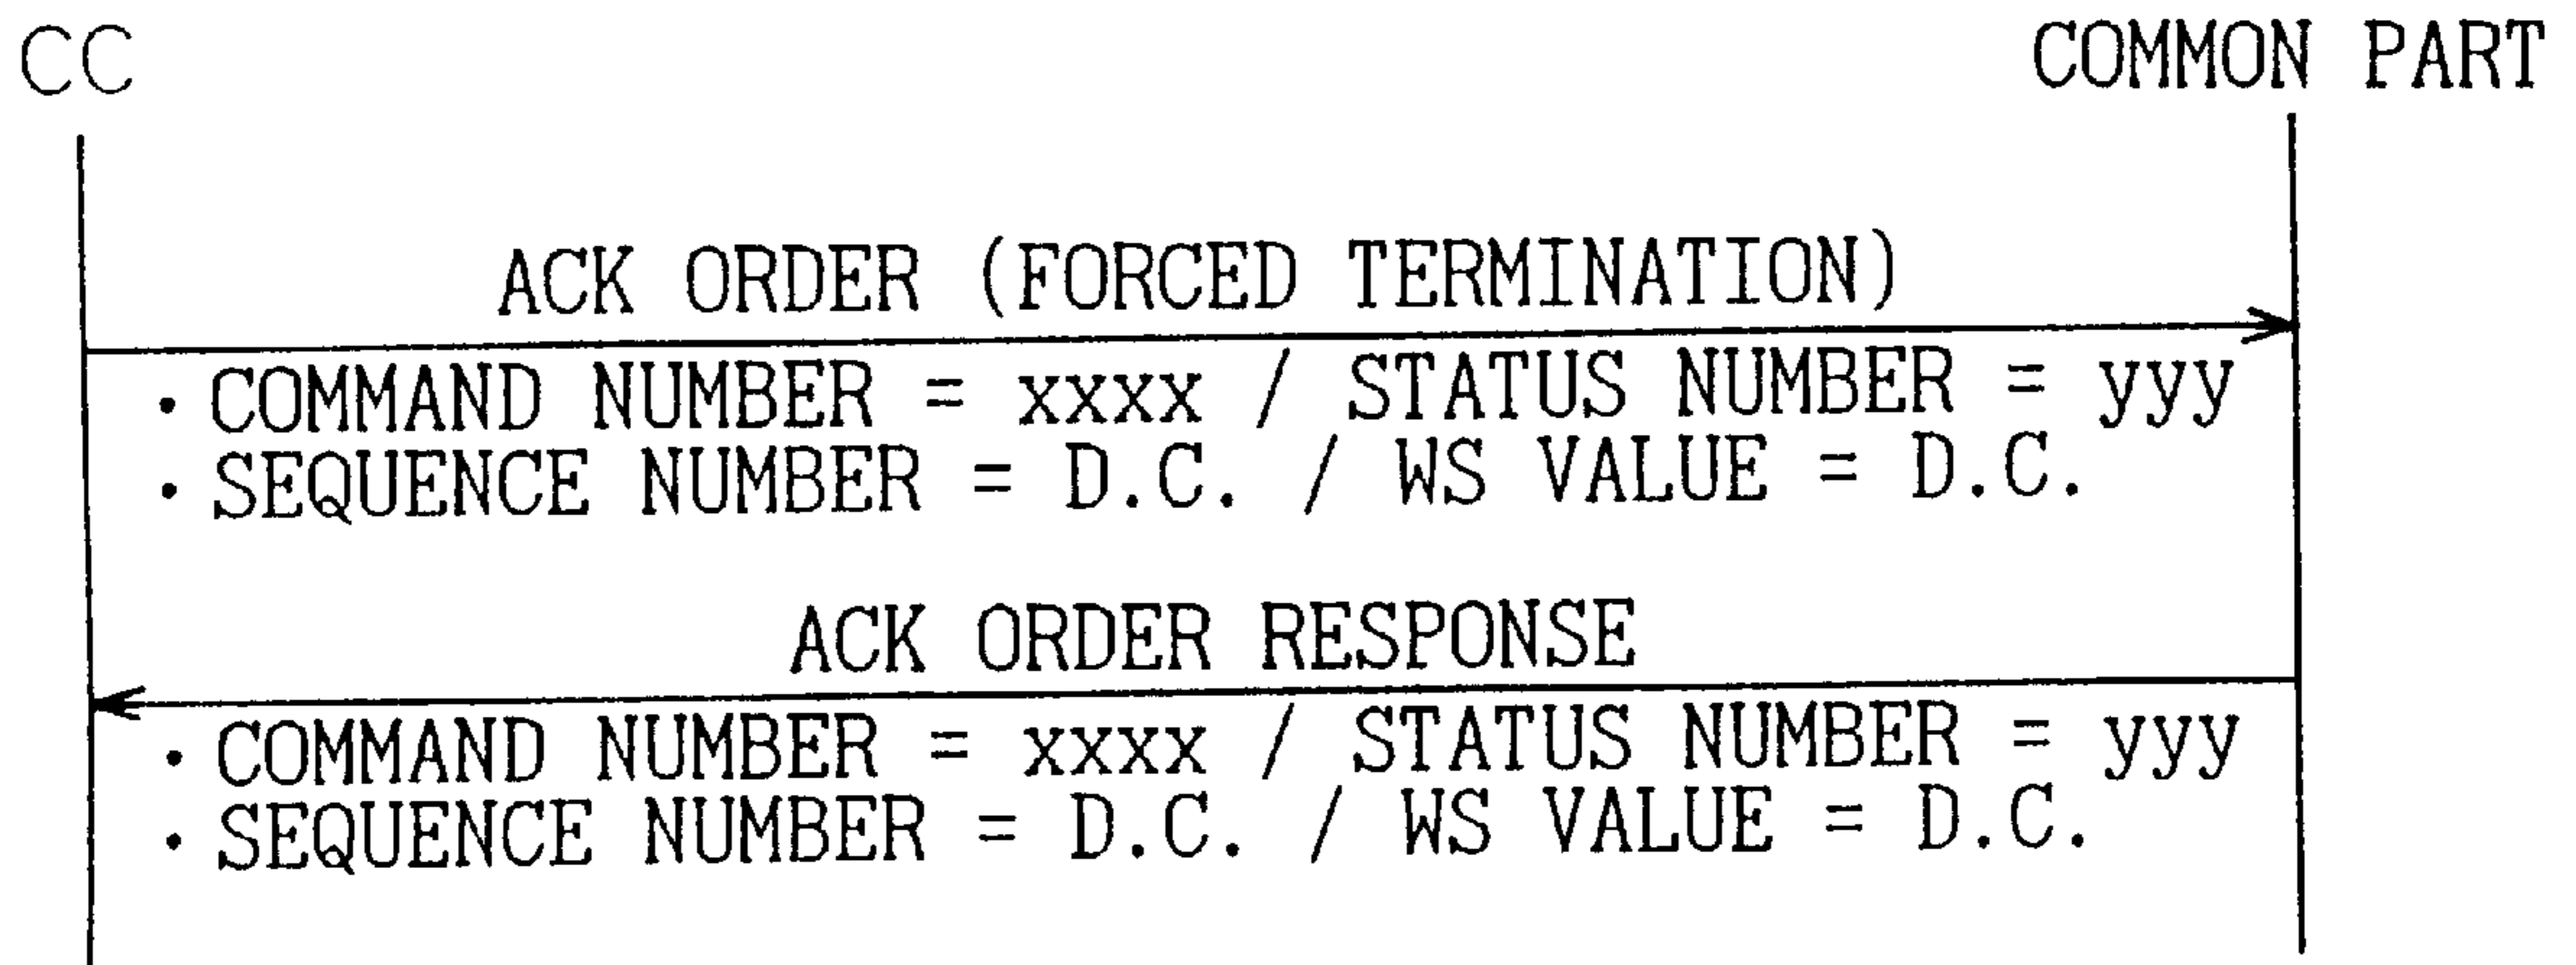 CC COMMON PART
ACK ORDER (FORCED TERMINATION)
· COMMAND NUMBER = xxxx / STATUS NUMBER = yyy
· SEQUENCE NUMBER = D.C. / WS VALUE = D.C.
ACK ORDER RESPONSE
· COMMAND NUMBER = xxxx / STATUS NUMBER = yyy
· SEQUENCE NUMBER = D.C. / WS VALUE = D.C.